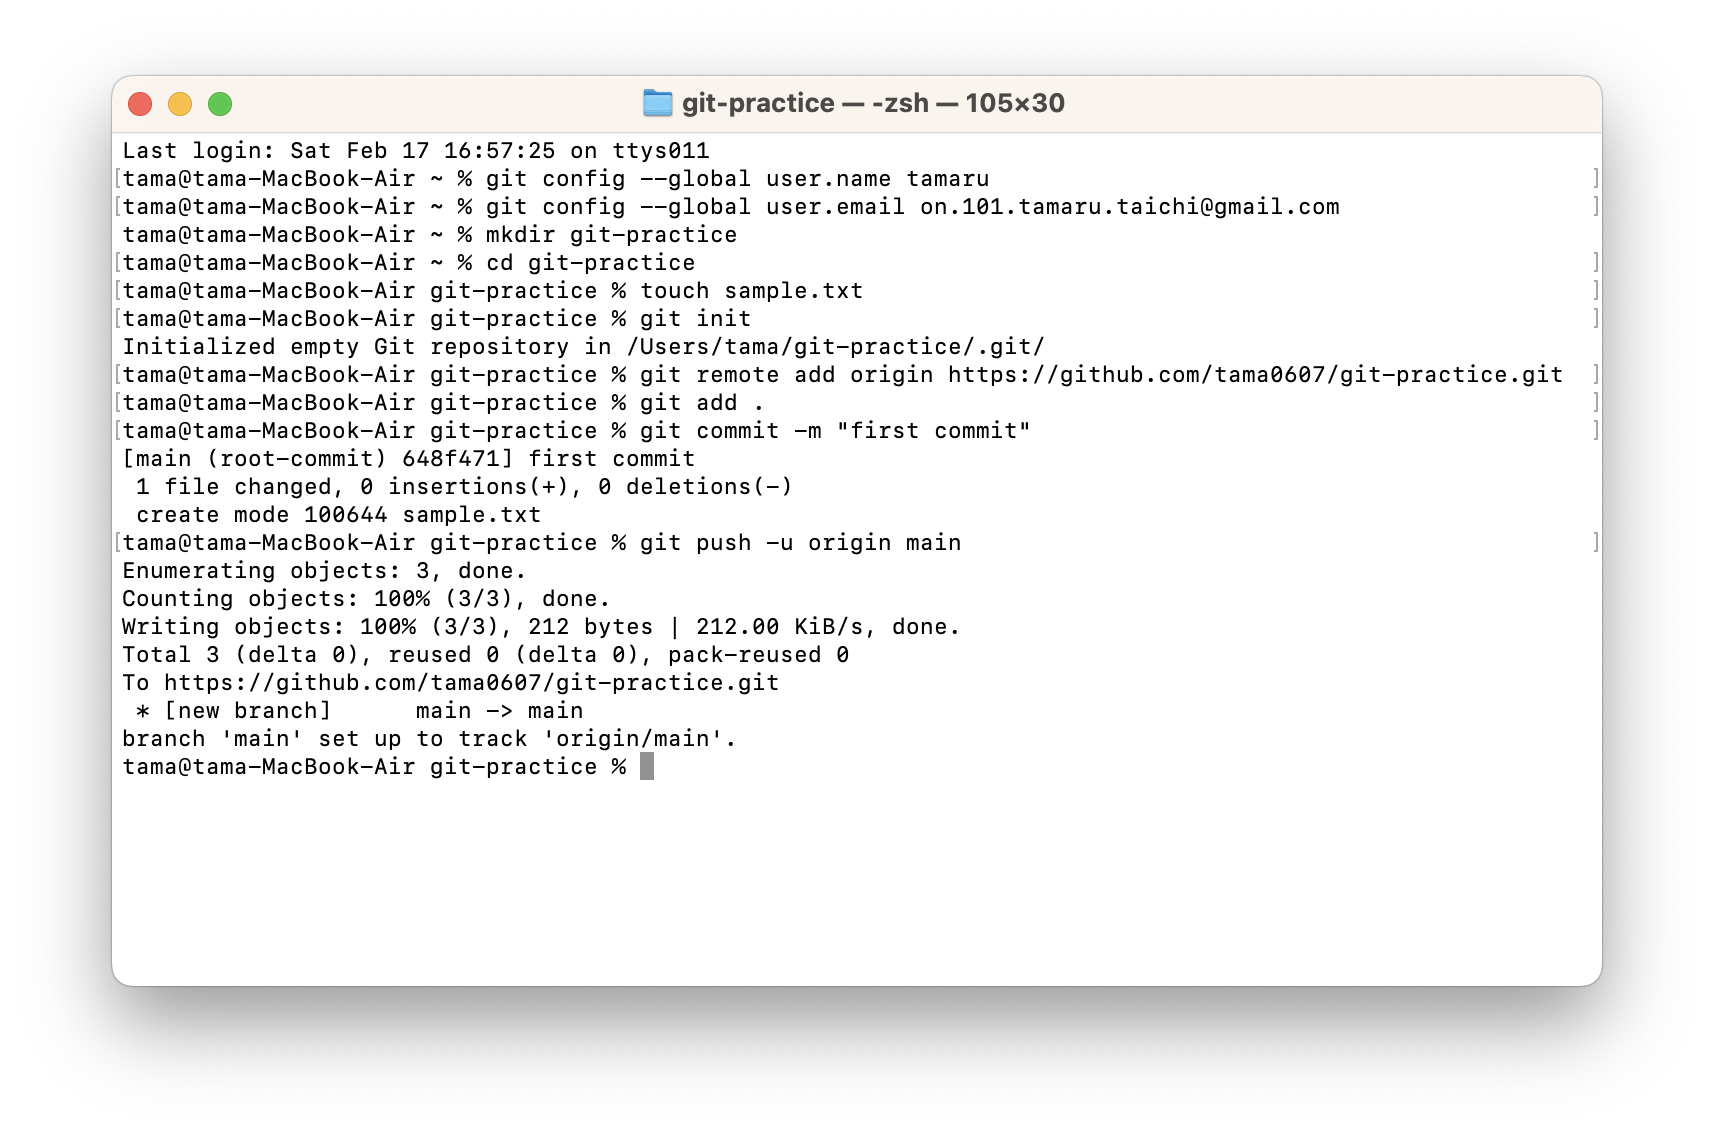 git-practice — -zsh — 105×30
Last login: Sat Feb 17 16:57:25 on ttys011
[tama@tama-MacBook-Air ~ % git config --global user.name tamaru ]
[tama@tama-MacBook-Air ~ % git config --global user.email on.101.tamaru.taichi@gmail.com ]
tama@tama-MacBook-Air ~ % mkdir git-practice
[tama@tama-MacBook-Air ~ % cd git-practice ]
[tama@tama-MacBook-Air git-practice % touch sample.txt ]
[tama@tama-MacBook-Air git-practice % git init ]
Initialized empty Git repository in /Users/tama/git-practice/.git/
[tama@tama-MacBook-Air git-practice % git remote add origin https://github.com/tama0607/git-practice.git ]
[tama@tama-MacBook-Air git-practice % git add . ]
[tama@tama-MacBook-Air git-practice % git commit -m "first commit" ]
[main (root-commit) 648f471] first commit
 1 file changed, 0 insertions(+), 0 deletions(-)
 create mode 100644 sample.txt
[tama@tama-MacBook-Air git-practice % git push -u origin main ]
Enumerating objects: 3, done.
Counting objects: 100% (3/3), done.
Writing objects: 100% (3/3), 212 bytes | 212.00 KiB/s, done.
Total 3 (delta 0), reused 0 (delta 0), pack-reused 0
To https://github.com/tama0607/git-practice.git
 * [new branch]      main -> main
branch 'main' set up to track 'origin/main'.
tama@tama-MacBook-Air git-practice %